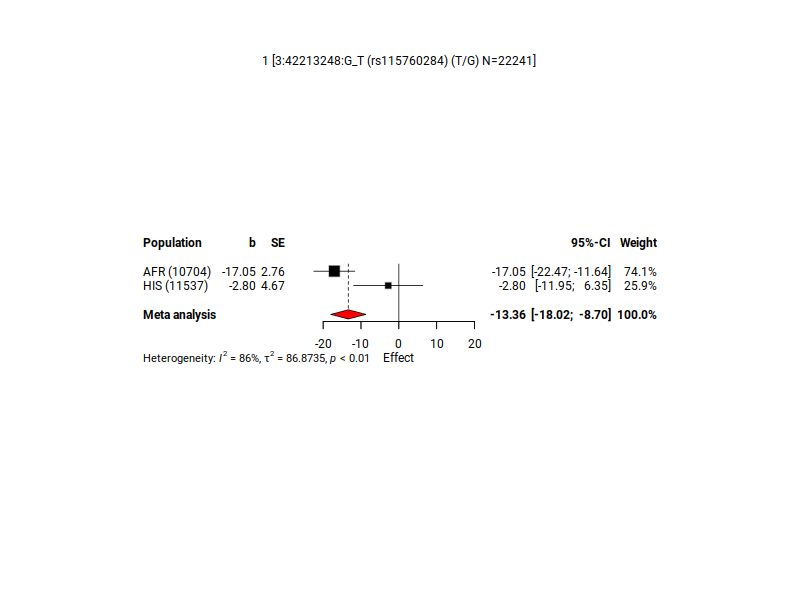 1 [3:42213248:G_T (rs115760284) (T/G) N=22241]
Population b SE 95%-CI Weight
AFR (10704) -17.05 2.76 -17.05 [-22.47; -11.64] 74.1%
HIS (11537) -2.80 4.67 -2.80 [-11.95; 6.35] 25.9%
Meta analysis -13.36 [-18.02; -8.70] 100.0%
-20 -10 0 10 20
Heterogeneity: I² = 86%, τ² = 86.8735, p < 0.01 Effect